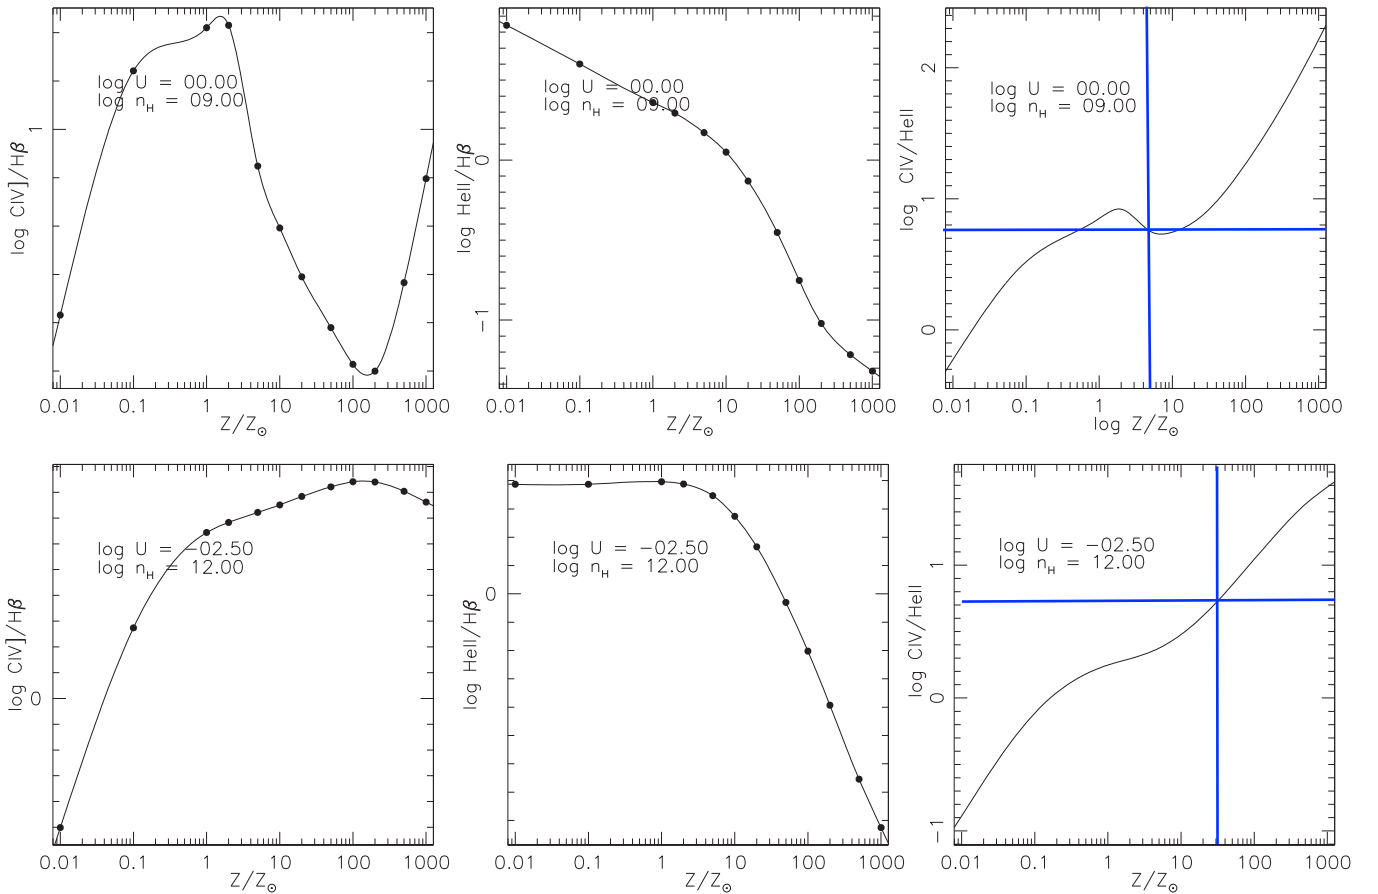 log CIV]/Hβ
1
log U = 00.00
log n_H = 09.00
0.01 0.1 1 10 100 1000
Z/Z☉
log HeII/Hβ
0
−1
log U = 00.00
log n_H = 09.00
0.01 0.1 1 10 100 1000
Z/Z☉
log CIV/HeII
2
1
0
log U = 00.00
log n_H = 09.00
0.01 0.1 1 10 100 1000
log Z/Z☉
log CIV]/Hβ
0
log U = −02.50
log n_H = 12.00
0.01 0.1 1 10 100 1000
Z/Z☉
log HeII/Hβ
0
log U = −02.50
log n_H = 12.00
0.01 0.1 1 10 100 1000
Z/Z☉
log CIV/HeII
1
0
−1
log U = −02.50
log n_H = 12.00
0.01 0.1 1 10 100 1000
Z/Z☉